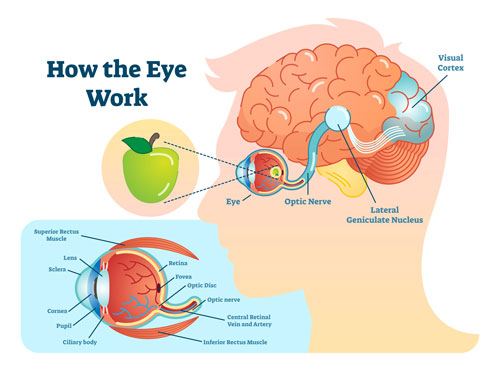 How the Eye
Work
Visual
Cortex
Eye
Optic Nerve
Lateral
Geniculate Nucleus
Superior Rectus
Muscle
Lens
Sclera
Cornea
Pupil
Ciliary body
Retina
Fovea
Optic Disc
Optic nerve
Central Retinal
Vein and Artery
Inferior Rectus Muscle